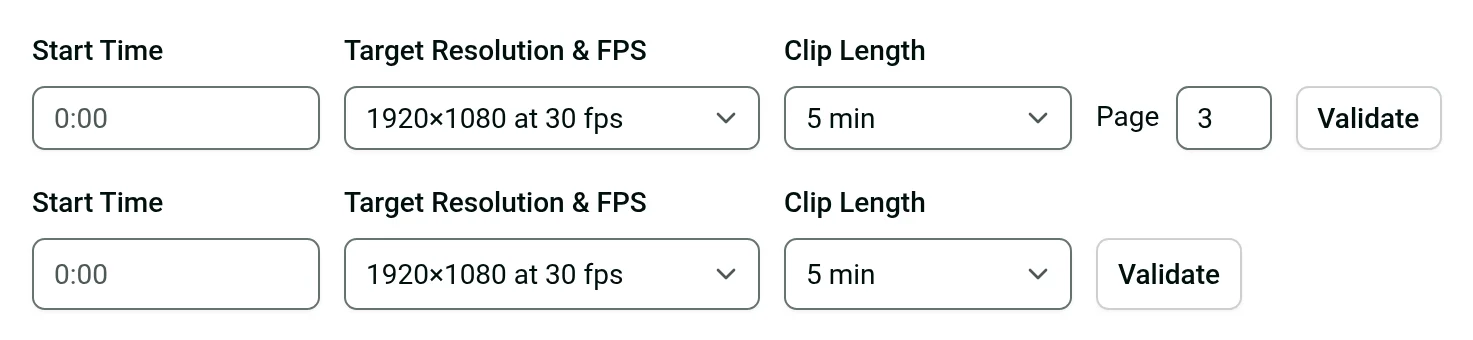 Start Time Target Resolution & FPS Clip Length
0:00 1920×1080 at 30 fps 5 min Page 3 Validate
Start Time Target Resolution & FPS Clip Length
0:00 1920×1080 at 30 fps 5 min Validate